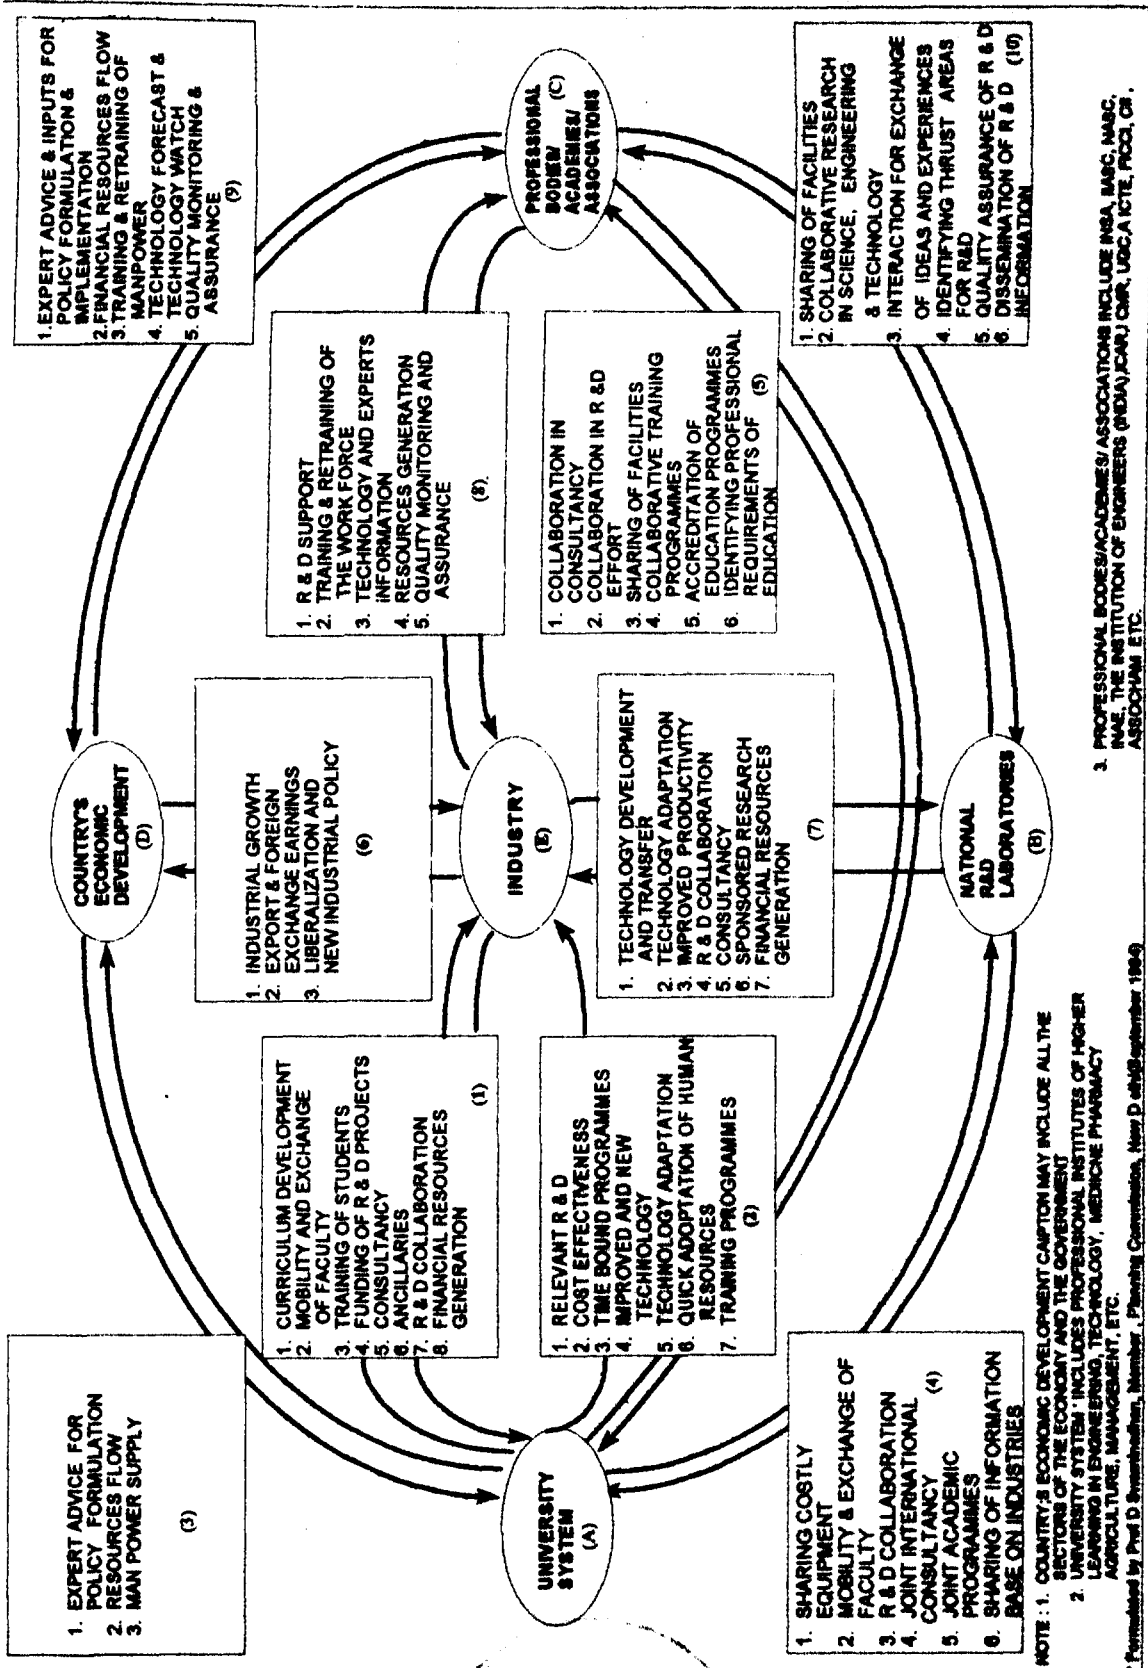 1. EXPERT ADVICE FOR
POLICY FORMULATION
2. RESOURCES FLOW
3. MAN POWER SUPPLY
(3)
COUNTRY'S
ECONOMIC
DEVELOPMENT
(D)
1.EXPERT ADVICE & INPUTS FOR
POLICY FORMULATION &
IMPLEMENTATION
2.FINANCIAL RESOURCES FLOW
3.TRAINING & RETRAINING OF
MANPOWER
4. TECHNOLOGY FORECAST &
TECHNOLOGY WATCH
5. QUALITY MONITORING &
ASSURANCE
(9)
1. CURRICULUM DEVELOPMENT
2. MOBILITY AND EXCHANGE
OF FACULTY
3. TRAINING OF STUDENTS
4. FUNDING OF R & D PROJECTS
5. CONSULTANCY
6. ANCILLARIES
7. R & D COLLABORATION
8. FINANCIAL RESOURCES
GENERATION
(1)
1. INDUSTRIAL GROWTH
2. EXPORT & FOREIGN
EXCHANGE EARNINGS
3. LIBERALIZATION AND
NEW INDUSTRIAL POLICY
(6)
1. R & D SUPPORT
2. TRAINING & RETRAINING OF
THE WORK FORCE
3. TECHNOLOGY AND EXPERTS
INFORMATION
4. RESOURCES GENERATION
5. QUALITY MONITORING AND
ASSURANCE
(8)
UNIVERSITY
SYSTEM
(A)
INDUSTRY
(E)
PROFESSIONAL
BODIES/
ACADEMIES/
ASSOCIATIONS
(C)
1. RELEVANT R & D
2. COST EFFECTIVENESS
3. TIME BOUND PROGRAMMES
4. IMPROVED AND NEW
TECHNOLOGY
5. TECHNOLOGY ADAPTATION
6. QUICK ADOPTATION OF HUMAN
RESOURCES
7. TRAINING PROGRAMMES
(2)
1. TECHNOLOGY DEVELOPMENT
AND TRANSFER
2. TECHNOLOGY ADAPTATION
3. IMPROVED PRODUCTIVITY
4. R & D COLLABORATION
5. CONSULTANCY
6. SPONSORED RESEARCH
7. FINANCIAL RESOURCES
GENERATION
(7)
1. COLLABORATION IN
CONSULTANCY
2. COLLABORATION IN R &D
EFFORT
3. SHARING OF FACILITIES
4. COLLABORATIVE TRAINING
PROGRAMMES
5. ACCREDITATION OF
EDUCATION PROGRAMMES
6. IDENTIFYING PROFESSIONAL
REQUIREMENTS OF
EDUCATION
(5)
1. SHARING COSTLY
EQUIPMENT
2. MOBILITY & EXCHANGE OF
FACULTY
3. R & D COLLABORATION
4. JOINT INTERNATIONAL
CONSULTANCY
5. JOINT ACADEMIC
PROGRAMMES
6. SHARING OF INFORMATION
BASE ON INDUSTRIES
(4)
NATIONAL
R&D
LABORATORIES
(B)
1. SHARING OF FACILITIES
2. COLLABORATIVE RESEARCH
IN SCIENCE, ENGINEERING
& TECHNOLOGY
3. INTERACTION FOR EXCHANGE
OF IDEAS AND EXPERIENCES
4. IDENTIFYING THRUST AREAS
FOR R&D
5. QUALITY ASSURANCE OF R & D
6. DISSEMINATION OF R & D
INFORMATION
(10)
NOTE : 1. COUNTRY;S ECONOMIC DEVELOPMENT CAIPTON MAY INCLUDE ALL THE
SECTORS OF THE ECONOMY AND THE GOVERNMENT
2. UNIVERSITY SYSTEM ' INCLUDES PROFESSIONAL INSTITUTES OF HIGHER
LEARNING IN ENGINEERING, TECHNOLOGY, MEDICINE PHARMACY
AGRICULTURE, MANAGEMENT, ETC.
3. PROFESSIONAL BODIES/ACADEMIES/ ASSOCIATIONS INCLUDE INSA, NASC,
INAE, THE INSTITUTION OF ENGINEERS (INDIA), UGC, A ICTE, FICCI, CII ,
ASSOCHAM ETC.
Formulated by Prof D Swaminadhan, Member , Planning Commission, New D elhi(September 1994)